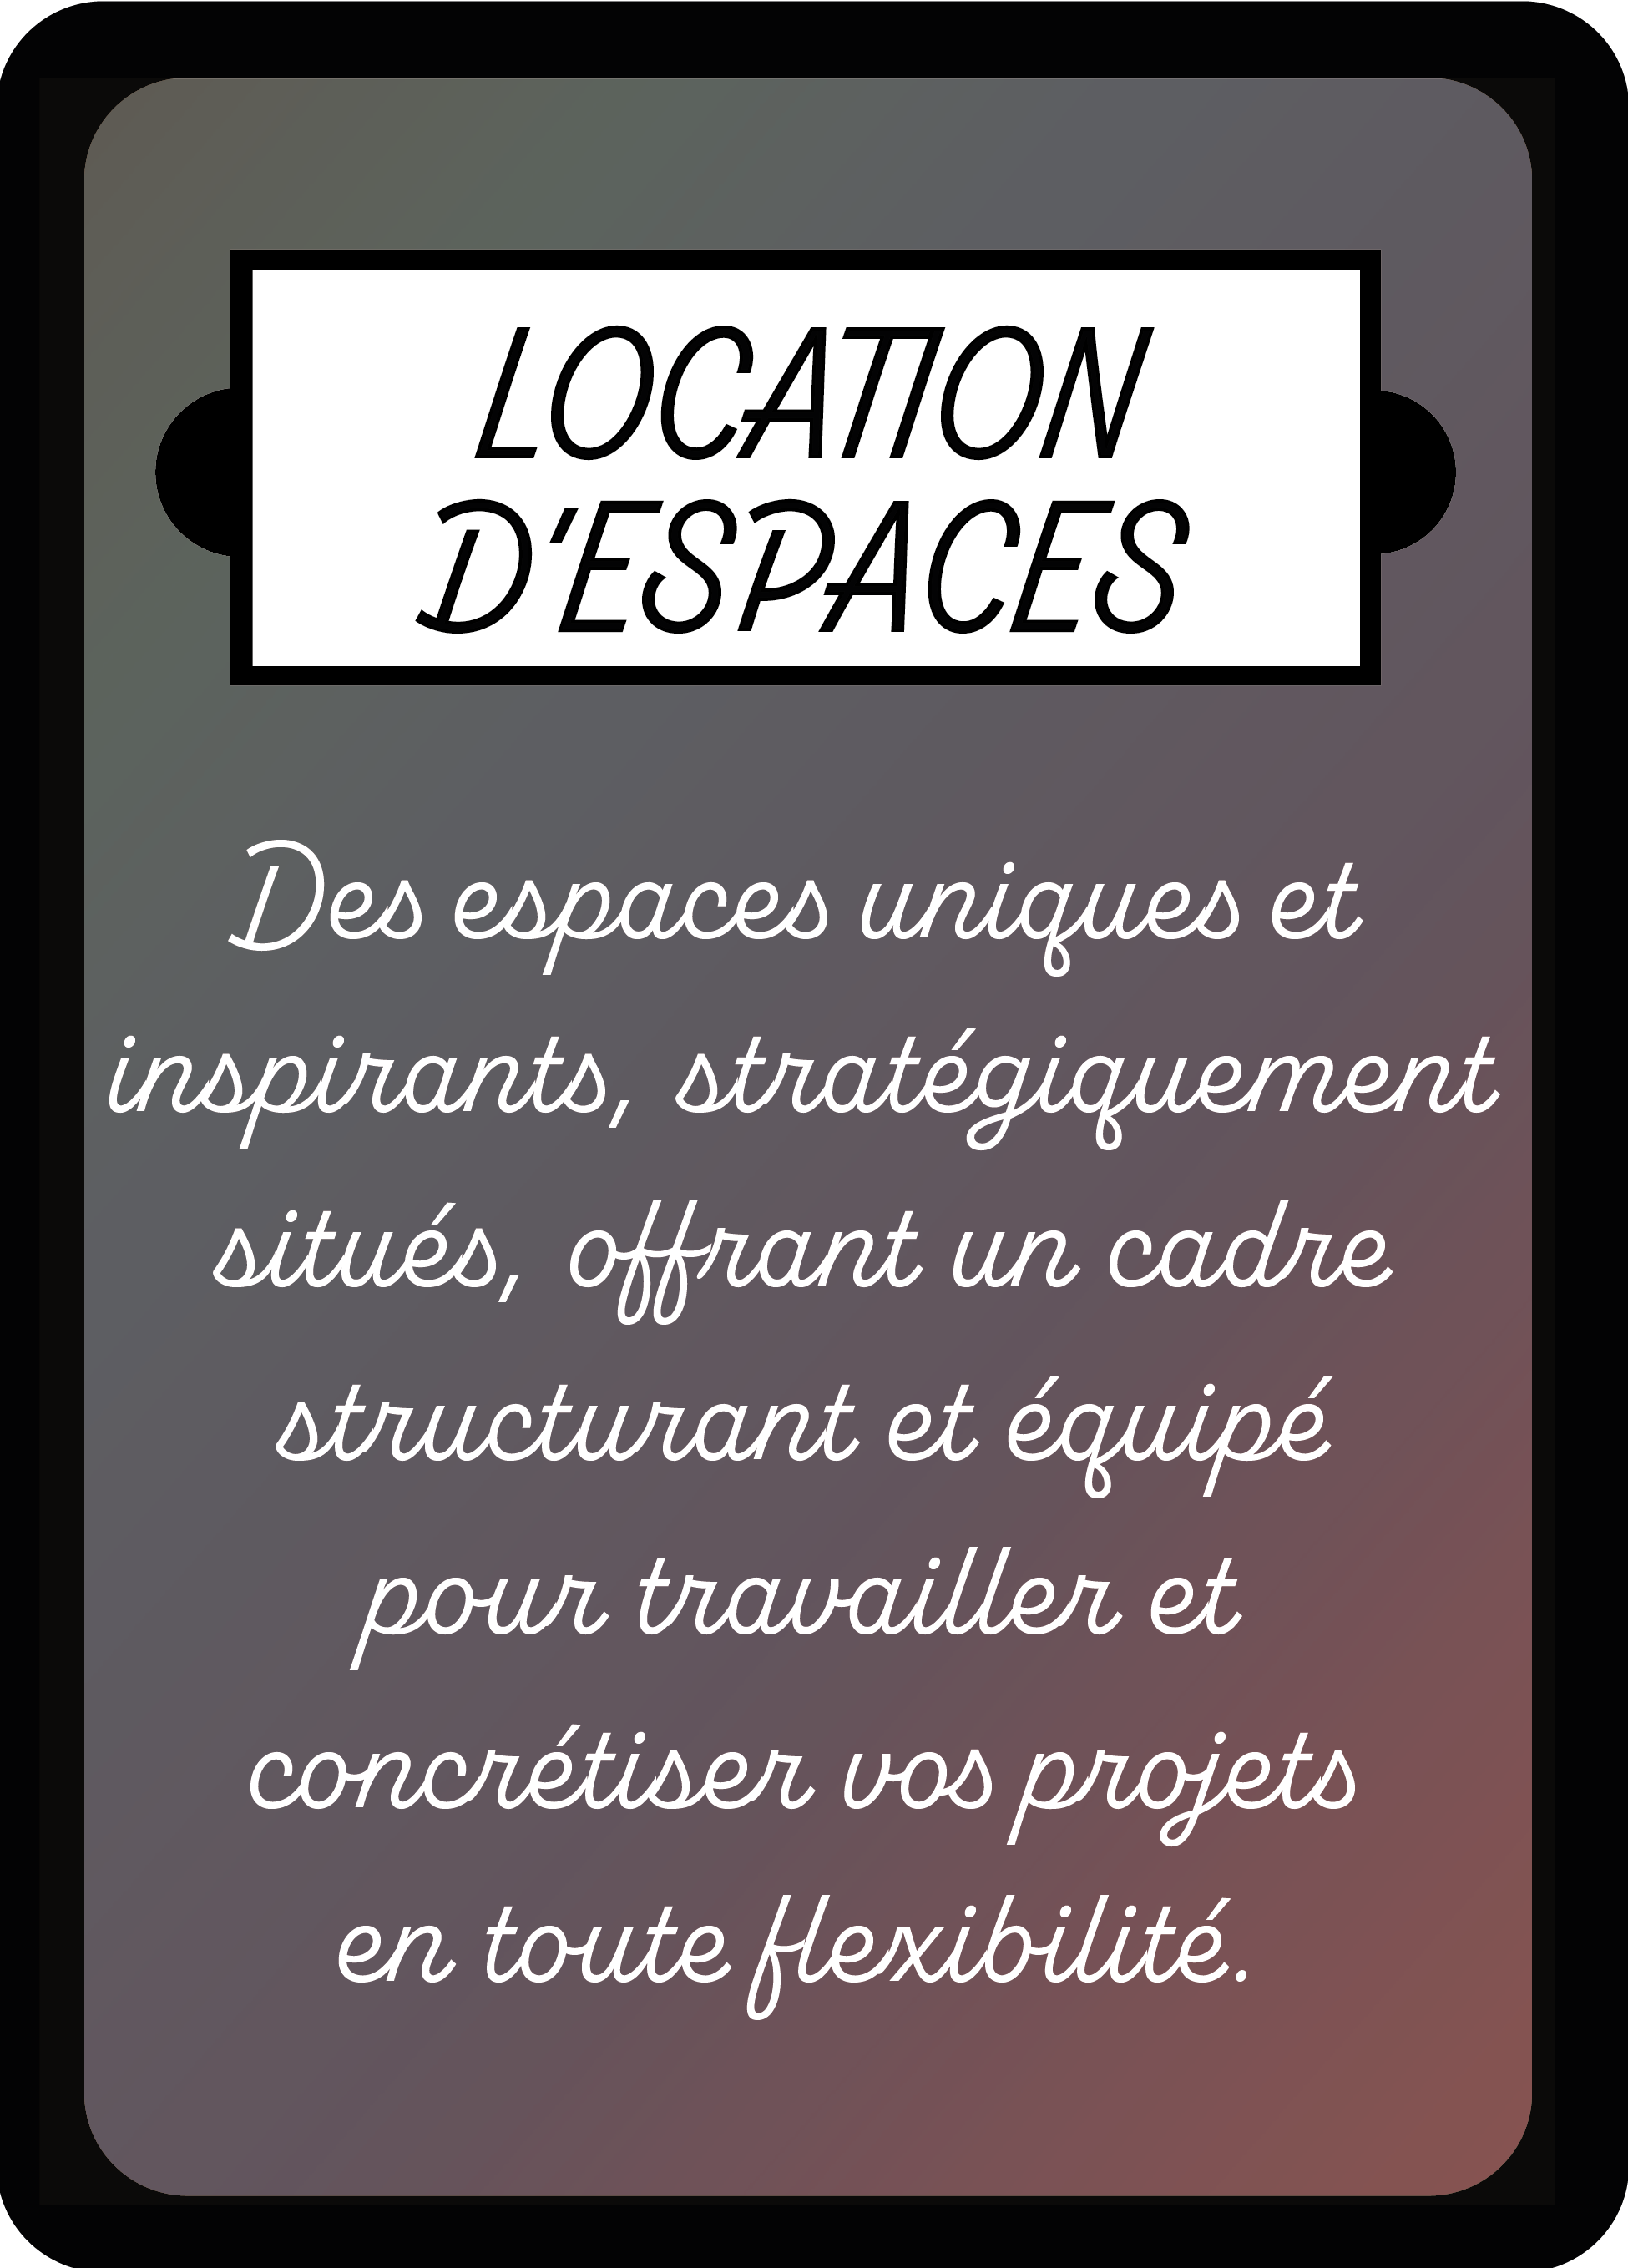 LOCATION
D'ESPACES
Des espaces uniques et
inspirants, stratégiquement
situés, offrant un cadre
structurant et équipé
pour travailler et
concrétiser vos projets
en toute flexibilité.